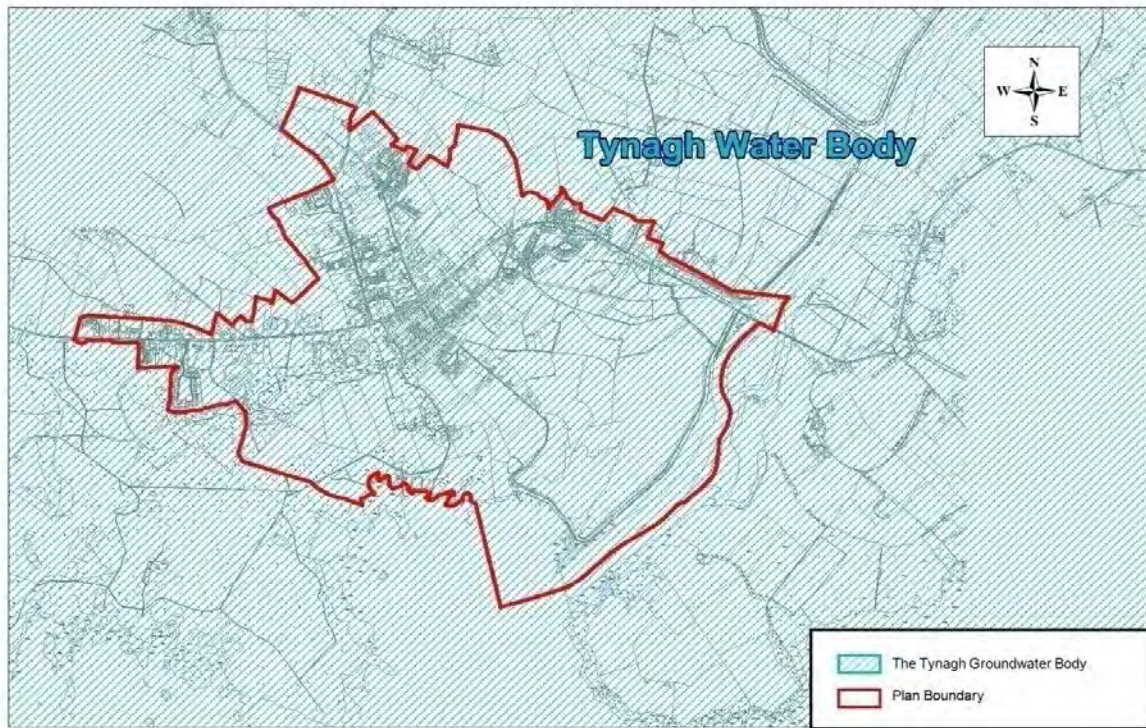 Tynagh Water Body
N
W E
S
The Tynagh Groundwater Body
Plan Boundary